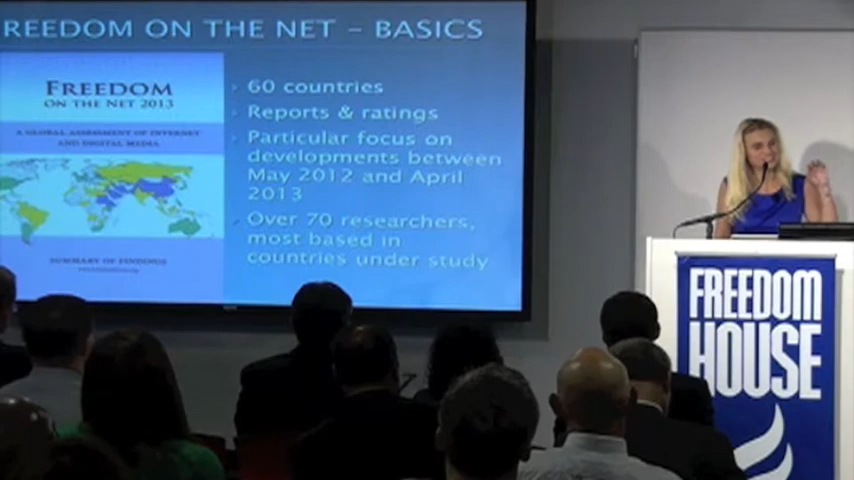 REEDOM ON THE NET – BASICS
FREEDOM
ON THE NET 2013
A GLOBAL ASSESSMENT OF INTERNET
AND DIGITAL MEDIA
SUMMARY OF FINDINGS
60 countries
Reports & ratings
Particular focus on
developments between
May 2012 and April
2013
Over 70 researchers,
most based in
countries under study
FREEDOM
HOUSE